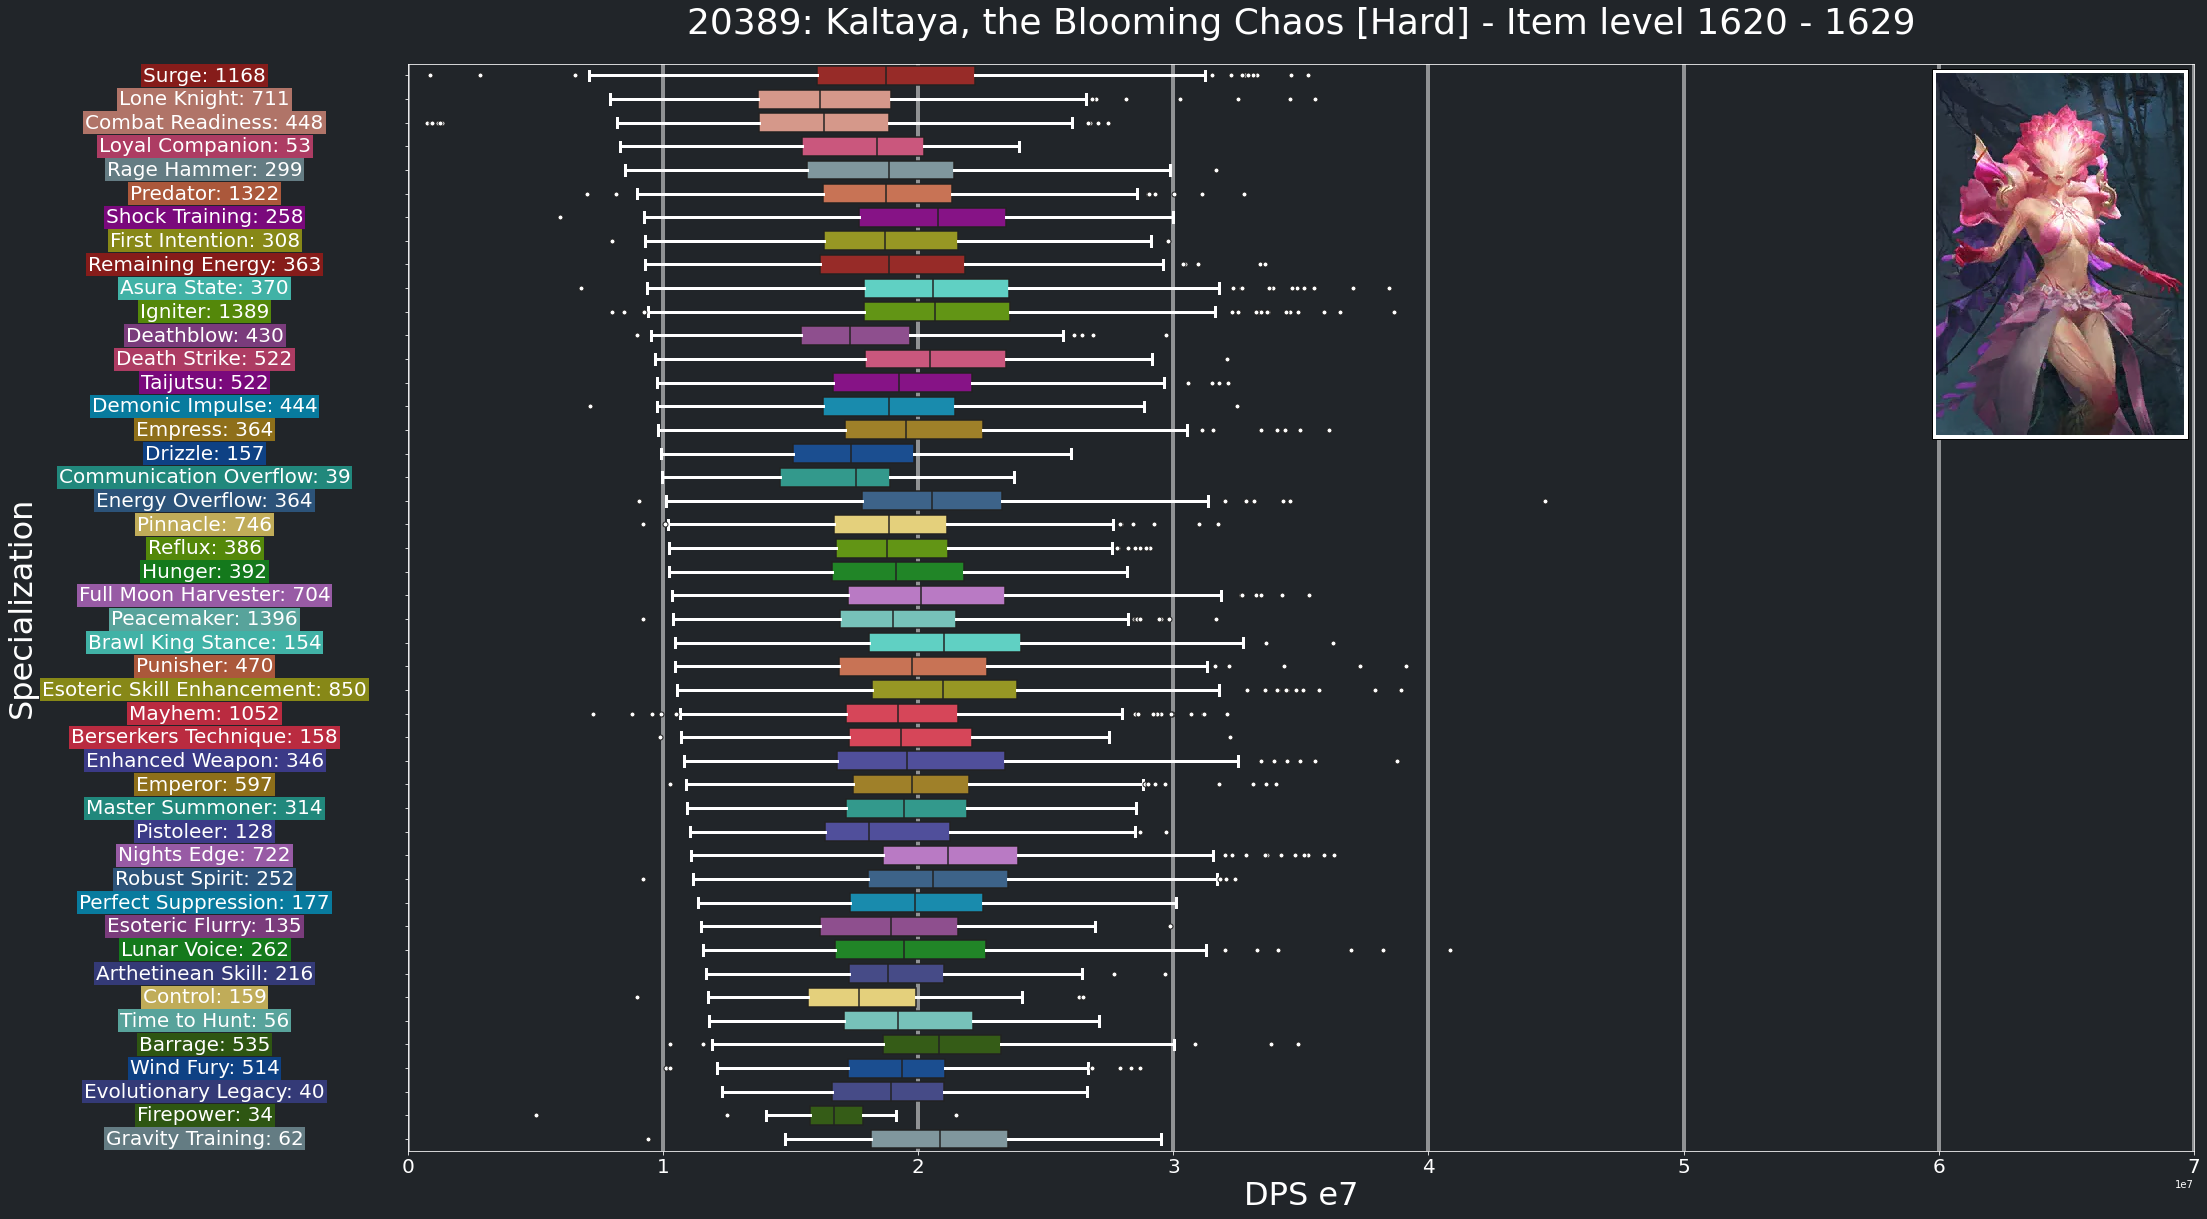 20389: Kaltaya, the Blooming Chaos [Hard] - Item level 1620 - 1629
Specialization
Surge: 1168
Lone Knight: 711
Combat Readiness: 448
Loyal Companion: 53
Rage Hammer: 299
Predator: 1322
Shock Training: 258
First Intention: 308
Remaining Energy: 363
Asura State: 370
Igniter: 1389
Deathblow: 430
Death Strike: 522
Taijutsu: 522
Demonic Impulse: 444
Empress: 364
Drizzle: 157
Communication Overflow: 39
Energy Overflow: 364
Pinnacle: 746
Reflux: 386
Hunger: 392
Full Moon Harvester: 704
Peacemaker: 1396
Brawl King Stance: 154
Punisher: 470
Esoteric Skill Enhancement: 850
Mayhem: 1052
Berserkers Technique: 158
Enhanced Weapon: 346
Emperor: 597
Master Summoner: 314
Pistoleer: 128
Nights Edge: 722
Robust Spirit: 252
Perfect Suppression: 177
Esoteric Flurry: 135
Lunar Voice: 262
Arthetinean Skill: 216
Control: 159
Time to Hunt: 56
Barrage: 535
Wind Fury: 514
Evolutionary Legacy: 40
Firepower: 34
Gravity Training: 62
0 1 2 3 4 5 6 7
1e7
DPS e7